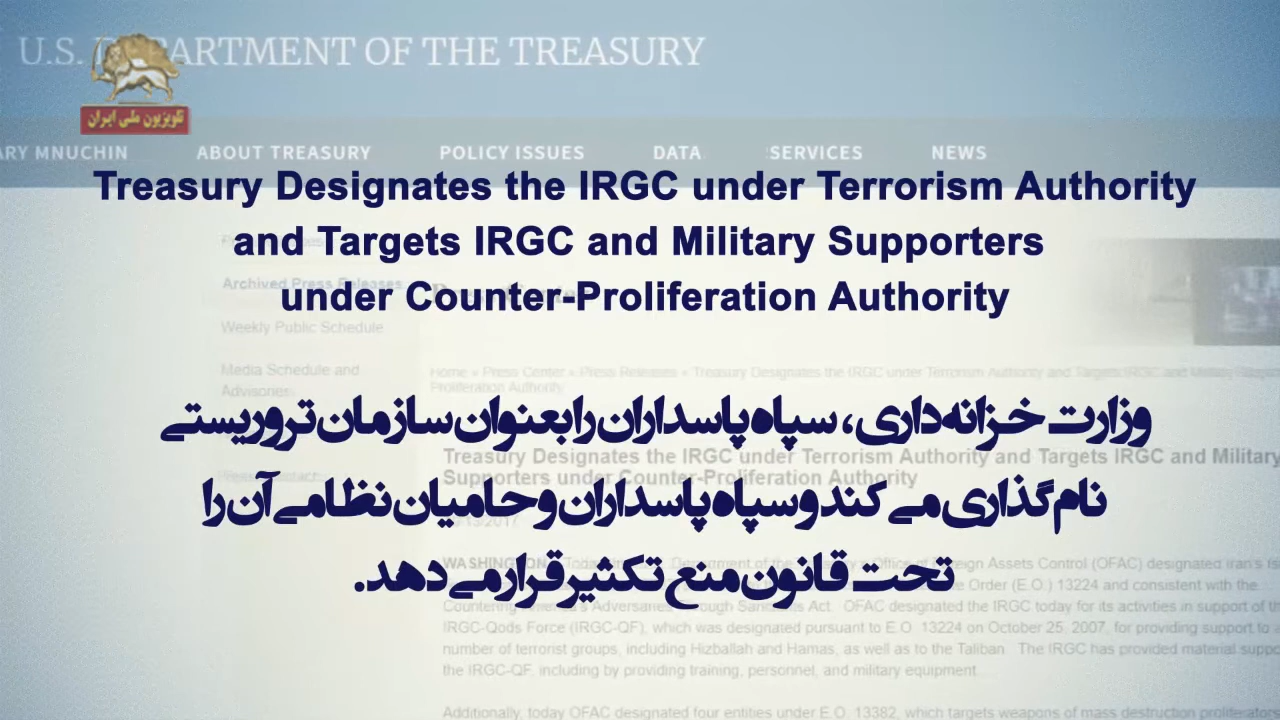 U.S. D ARTMENT OF THE TREASURY
تلویزیون ملی ایران
ARY MNUCHIN ABOUT TREASURY POLICY ISSUES DATA SERVICES NEWS
Treasury Designates the IRGC under Terrorism Authority
and Targets IRGC and Military Supporters
under Counter-Proliferation Authority
Archived Press Releases
Weekly Public Schedule
Media Schedule and
Advisories
Home » Press Center » Press Releases » Treasury Designates the IRGC under Terrorism Authority and Targets IRGC and Military
Proliferation Authority
وزارت خزانه‌داری، سپاه پاسداران را بعنوان سازمان تروریستی
Treasury Designates the IRGC under Terrorism Authority and Targets IRGC and Military
Supporters under Counter-Proliferation Authority
نام گذاری می کند و سپاه پاسداران و حامیان نظامی آن را
تحت قانون منع تکثیر قرار می دهد.
WASHINGTON Department of the Foreign Assets Control (OFAC) designated Iran's
Order (E.O.) 13224 and consistent with the
Countering America's Adversaries Through Sanctions Act. OFAC designated the IRGC today for its activities in support of
IRGC-Qods Force (IRGC-QF), which was designated pursuant to E.O. 13224 on October 25, 2007, for providing support to a
number of terrorist groups, including Hizballah and Hamas, as well as to the Taliban. The IRGC has provided material
the IRGC-QF, including by providing training, personnel, and military equipment.
Additionally, today OFAC designated four entities under E.O. 13382, which targets weapons of mass destruction proliferators